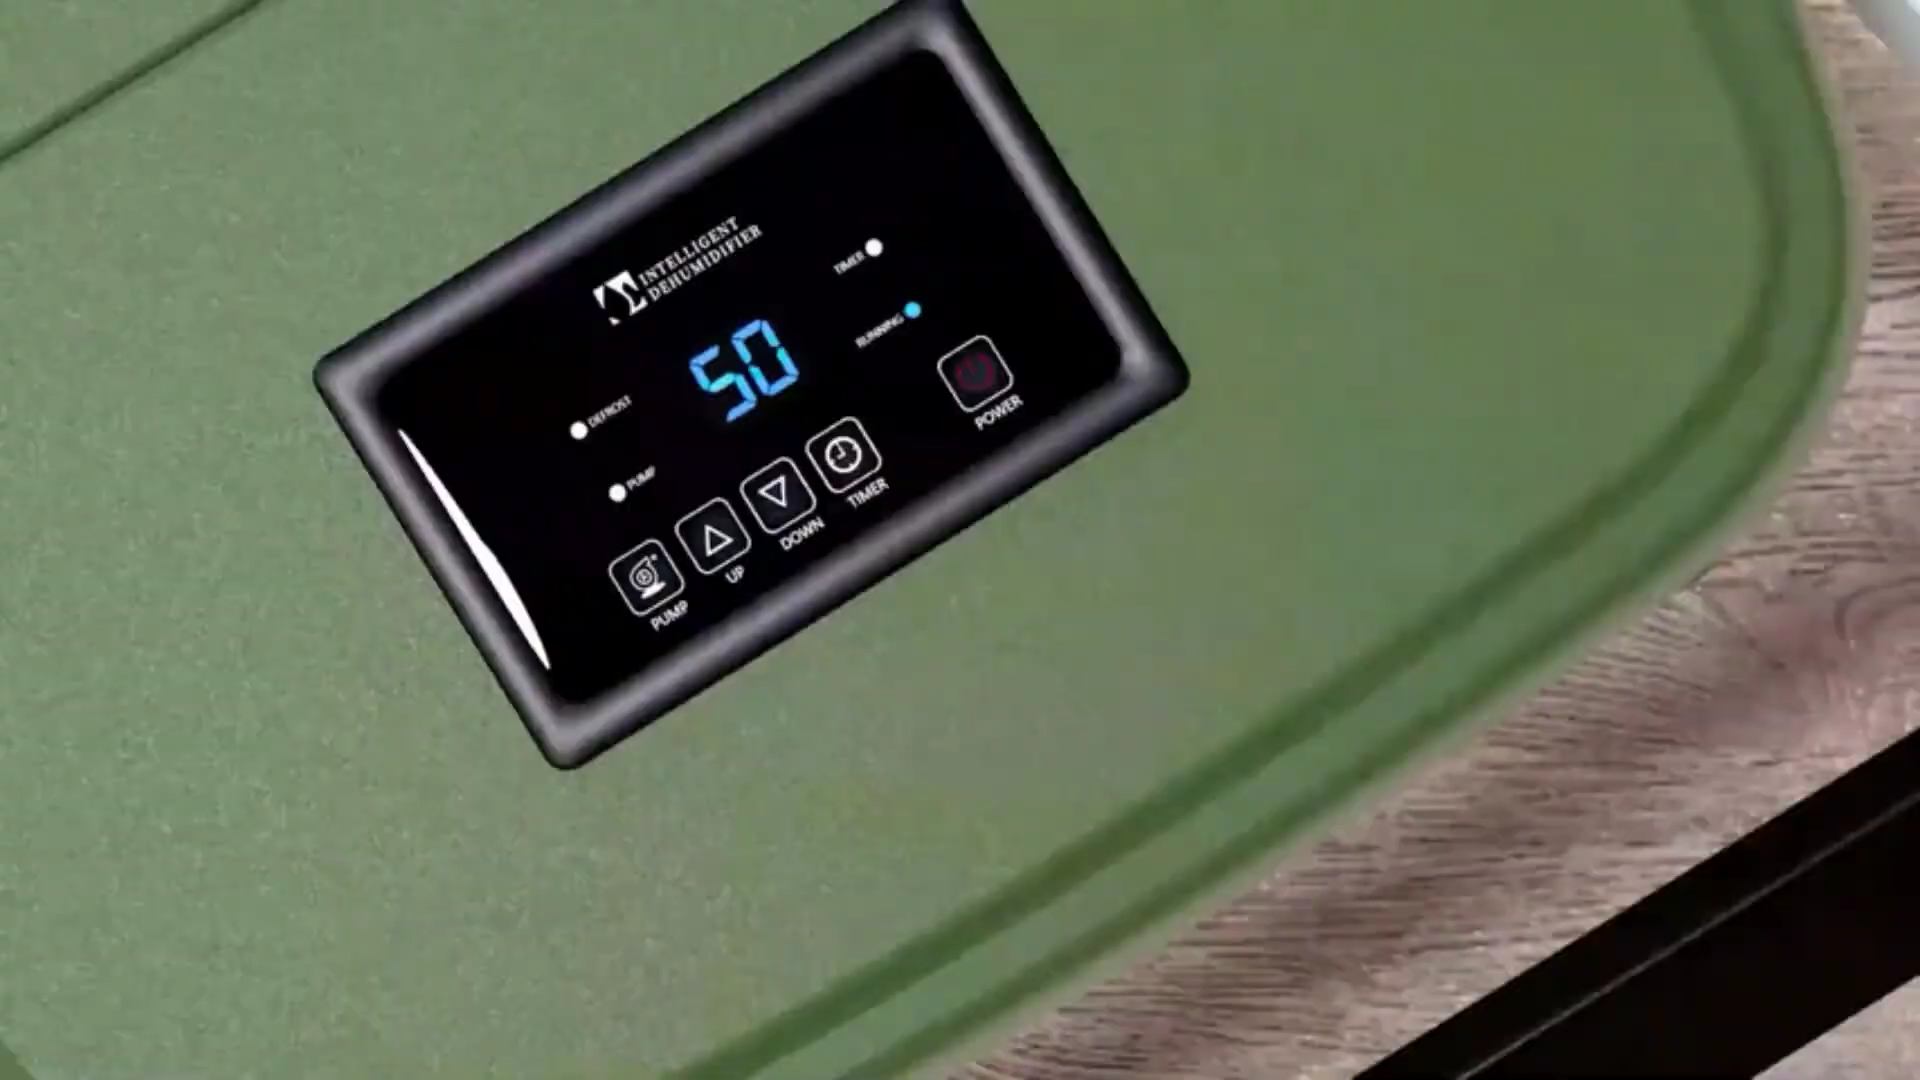 INTELLIGENT
DEHUMIDIFIER
TIMER
50
RUNNING
DEFROST
PUMP
POWER
TIMER
DOWN
UP
PUMP